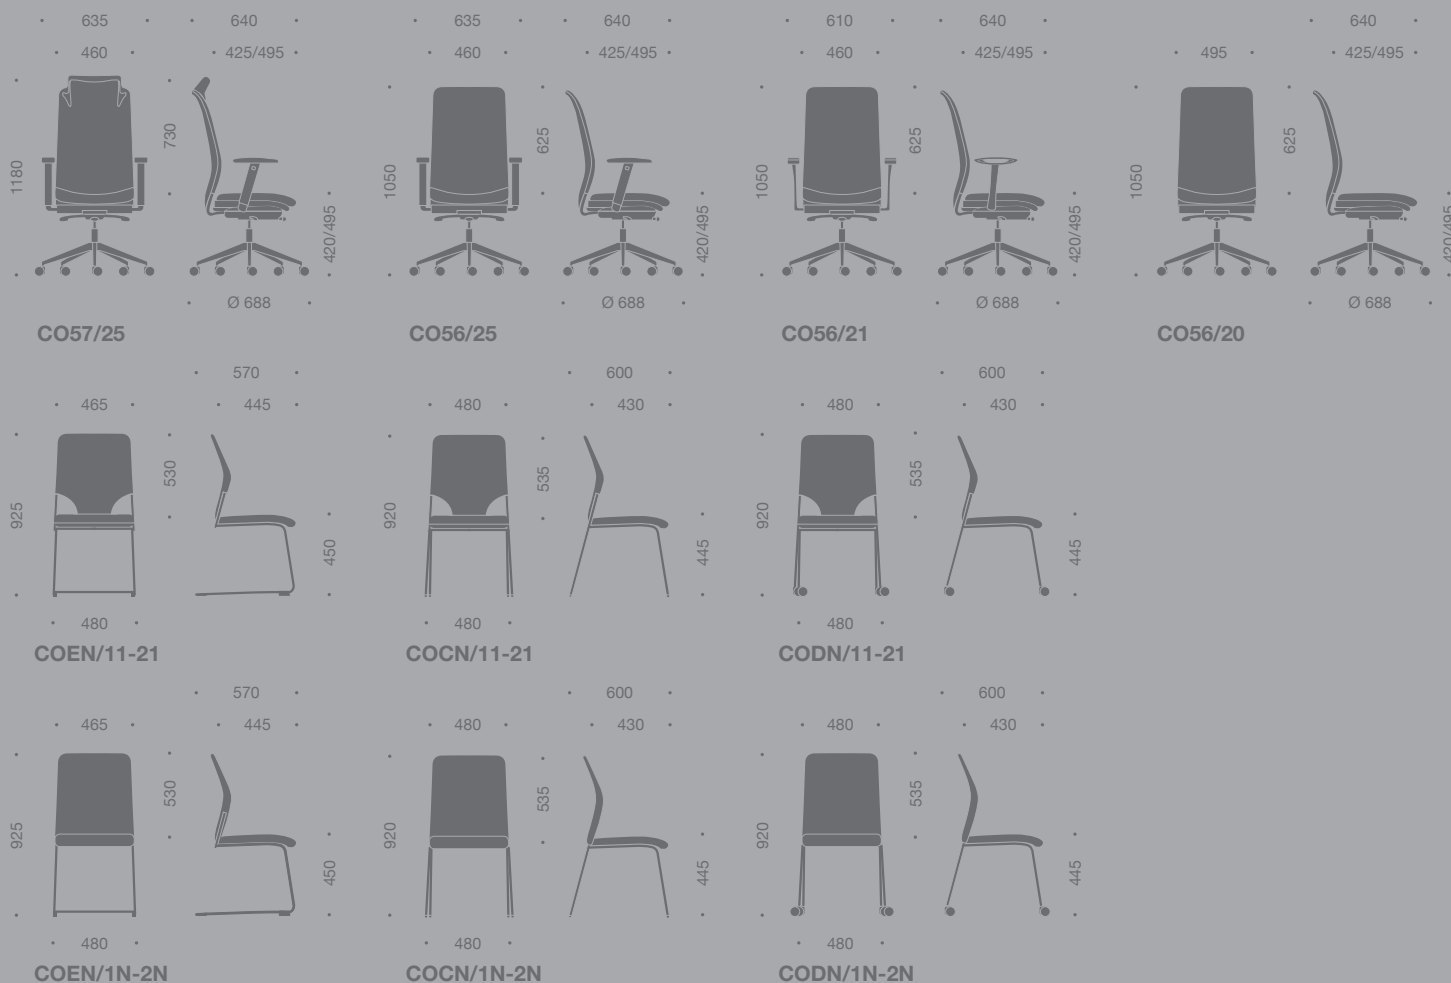 635 640 635 640 610 640 640
460 425/495 460 425/495 460 425/495 495 425/495
1180 730 420/495 1050 625 420/495 1050 625 420/495 1050 625 420/495
Ø 688 Ø 688 Ø 688 Ø 688
CO57/25 CO56/25 CO56/21 CO56/20
570 600 600
465 445 480 430 480 430
925 530 450 920 535 445 920 535 445
480 480 480
COEN/11-21 COCN/11-21 CODN/11-21
570 600 600
465 445 480 430 480 430
925 530 450 920 535 445 920 535 445
480 480 480
COEN/1N-2N COCN/1N-2N CODN/1N-2N